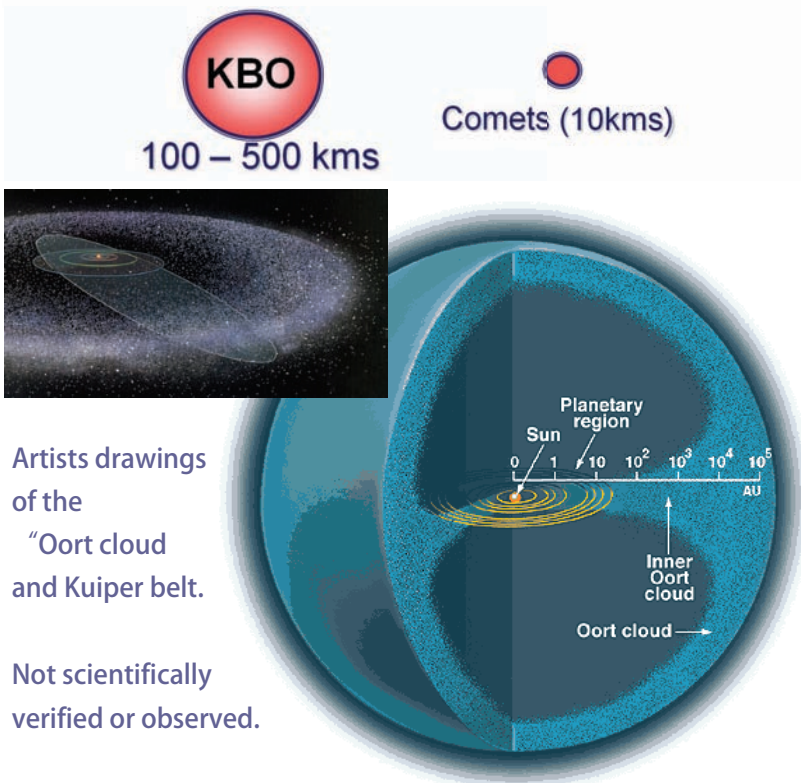 KBO
100 – 500 kms
Comets (10kms)
Artists drawings
of the
“Oort cloud
and Kuiper belt.
Not scientifically
verified or observed.
Planetary
region
Sun
0 1 10 10² 10³ 10⁴ 10⁵
AU
Inner
Oort
cloud
Oort cloud